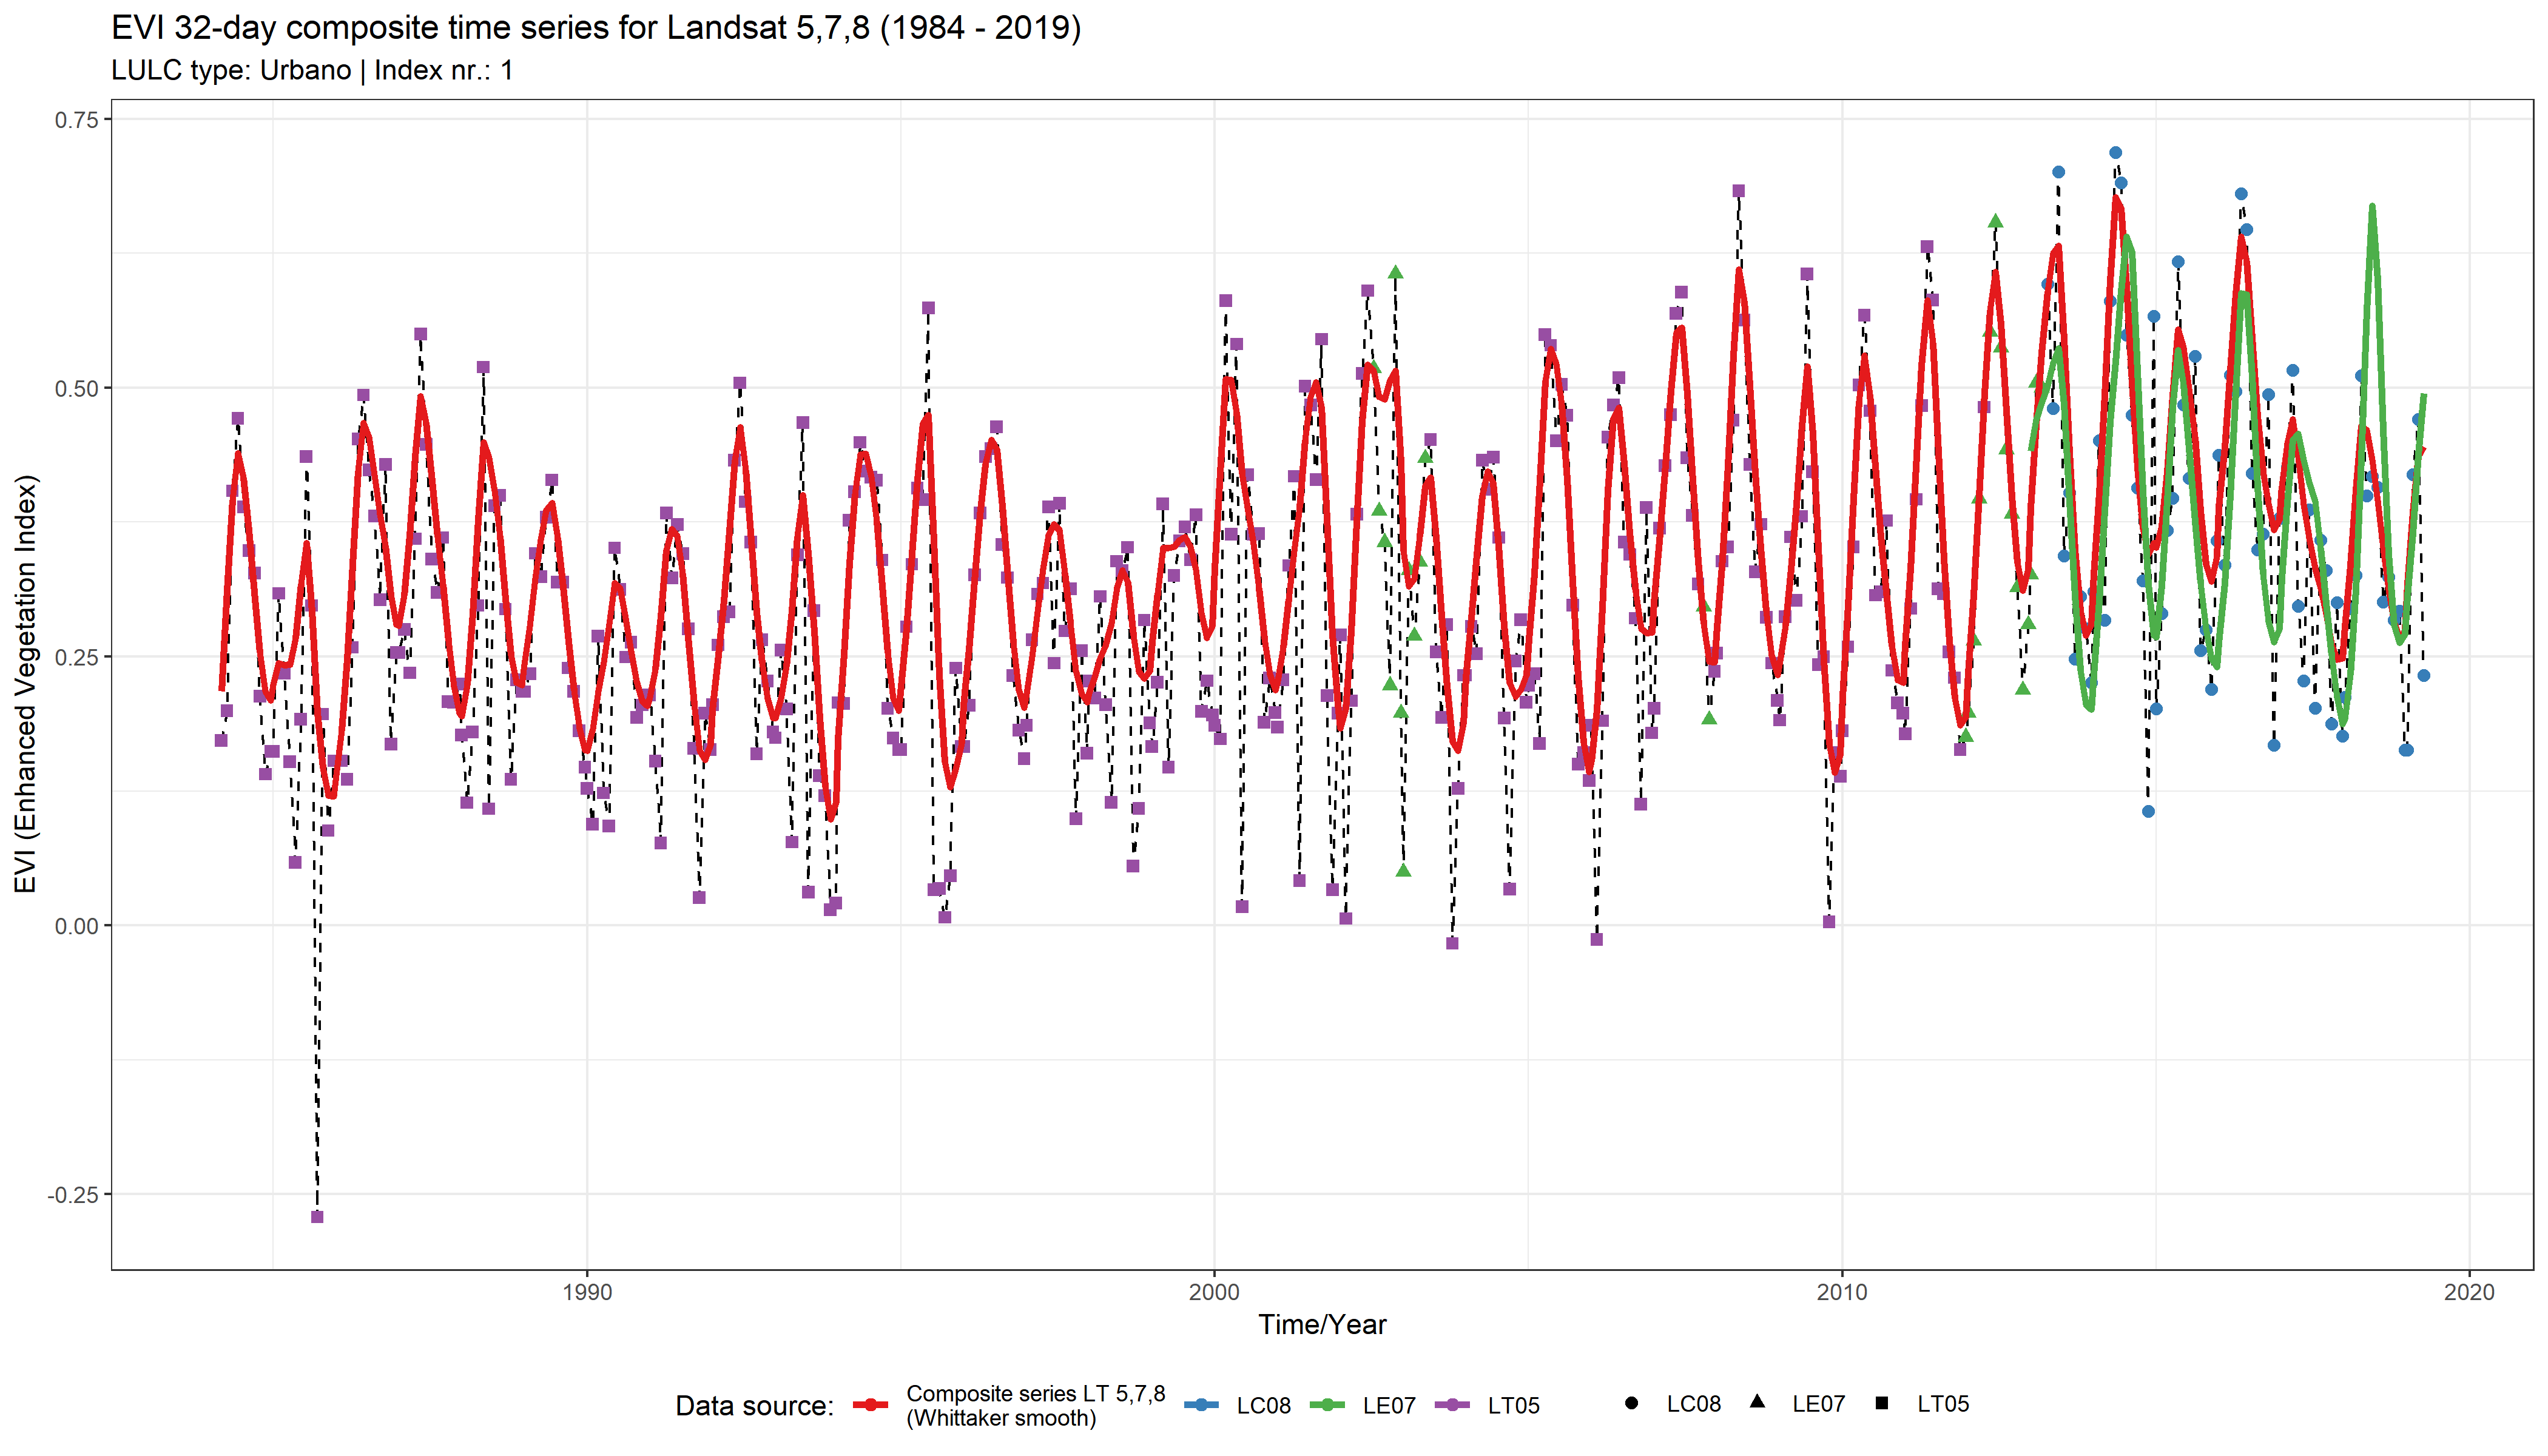 EVI 32-day composite time series for Landsat 5,7,8 (1984 - 2019)
LULC type: Urbano | Index nr.: 1
EVI (Enhanced Vegetation Index)
0.75
0.50
0.25
0.00
-0.25
1990
2000
2010
2020
Time/Year
Data source:
Composite series LT 5,7,8
(Whittaker smooth)
LC08
LE07
LT05
LC08
LE07
LT05